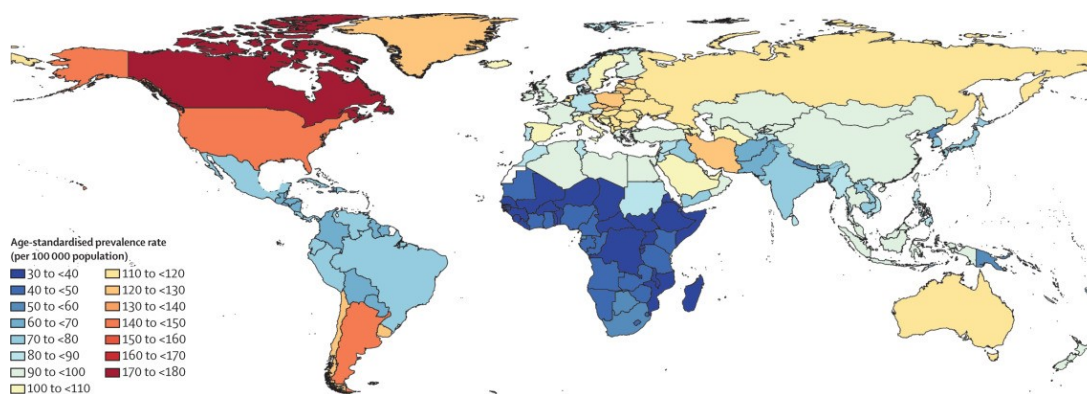 Age-standardised prevalence rate
(per 100 000 population)
30 to <40
40 to <50
50 to <60
60 to <70
70 to <80
80 to <90
90 to <100
100 to <110
110 to <120
120 to <130
130 to <140
140 to <150
150 to <160
160 to <170
170 to <180